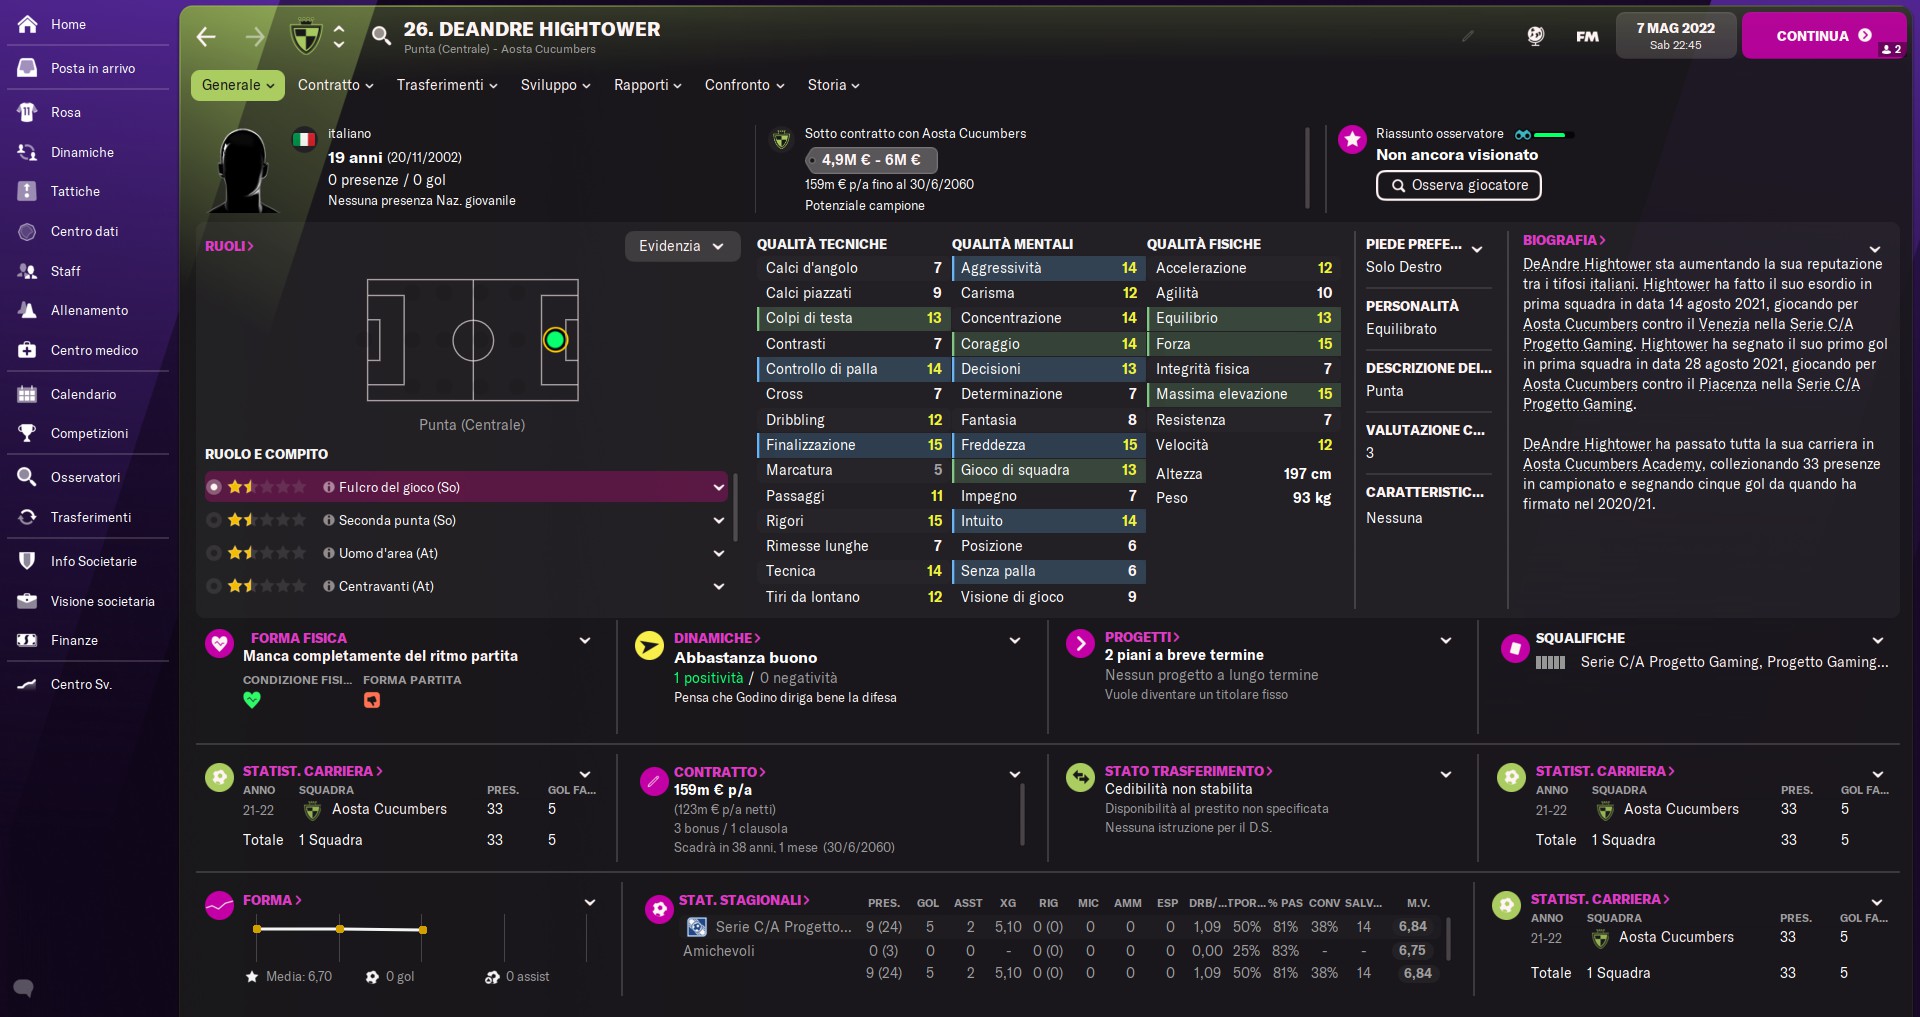 Home
Posta in arrivo
Rosa
Dinamiche
Tattiche
Centro dati
Staff
Allenamento
Centro medico
Calendario
Competizioni
Osservatori
Trasferimenti
Info Societarie
Visione societaria
Finanze
Centro Sv.
26. DEANDRE HIGHTOWER
Punta (Centrale) - Aosta Cucumbers
FM
7 MAG 2022
Sab 22:45
CONTINUA
2
Generale
Contratto
Trasferimenti
Sviluppo
Rapporti
Confronto
Storia
italiano
19 anni (20/11/2002)
0 presenze / 0 gol
Nessuna presenza Naz. giovanile
Sotto contratto con Aosta Cucumbers
4,9M € - 6M €
159m € p/a fino al 30/6/2060
Potenziale campione
Riassunto osservatore
Non ancora visionato
Osserva giocatore
RUOLI
Evidenzia
Punta (Centrale)
RUOLO E COMPITO
Fulcro del gioco (So)
Seconda punta (So)
Uomo d'area (At)
Centravanti (At)
QUALITÀ TECNICHE
Calci d'angolo 7
Calci piazzati 9
Colpi di testa 13
Contrasti 7
Controllo di palla 14
Cross 7
Dribbling 12
Finalizzazione 15
Marcatura 5
Passaggi 11
Rigori 15
Rimesse lunghe 7
Tecnica 14
Tiri da lontano 12
QUALITÀ MENTALI
Aggressività 14
Carisma 12
Concentrazione 14
Coraggio 14
Decisioni 13
Determinazione 7
Fantasia 8
Freddezza 15
Gioco di squadra 13
Impegno 7
Intuito 14
Posizione 6
Senza palla 6
Visione di gioco 9
QUALITÀ FISICHE
Accelerazione 12
Agilità 10
Equilibrio 13
Forza 15
Integrità fisica 7
Massima elevazione 15
Resistenza 7
Velocità 12
Altezza 197 cm
Peso 93 kg
PIEDE PREFE...
Solo Destro
PERSONALITÀ
Equilibrato
DESCRIZIONE DEI...
Punta
VALUTAZIONE C...
3
CARATTERISTIC...
Nessuna
BIOGRAFIA
DeAndre Hightower sta aumentando la sua reputazione
tra i tifosi italiani. Hightower ha fatto il suo esordio in
prima squadra in data 14 agosto 2021, giocando per
Aosta Cucumbers contro il Venezia nella Serie C/A
Progetto Gaming. Hightower ha segnato il suo primo gol
in prima squadra in data 28 agosto 2021, giocando per
Aosta Cucumbers contro il Piacenza nella Serie C/A
Progetto Gaming.
DeAndre Hightower ha passato tutta la sua carriera in
Aosta Cucumbers Academy, collezionando 33 presenze
in campionato e segnando cinque gol da quando ha
firmato nel 2020/21.
FORMA FISICA
Manca completamente del ritmo partita
CONDIZIONE FISI... FORMA PARTITA
DINAMICHE
Abbastanza buono
1 positività / 0 negatività
Pensa che Godino diriga bene la difesa
PROGETTI
2 piani a breve termine
Nessun progetto a lungo termine
Vuole diventare un titolare fisso
SQUALIFICHE
Serie C/A Progetto Gaming, Progetto Gaming...
STATIST. CARRIERA
ANNO SQUADRA PRES. GOL FA...
21-22 Aosta Cucumbers 33 5
Totale 1 Squadra 33 5
CONTRATTO
159m € p/a
(123m € p/a netti)
3 bonus / 1 clausola
Scadrà in 38 anni, 1 mese (30/6/2060)
STATO TRASFERIMENTO
Cedibilità non stabilita
Disponibilità al prestito non specificata
Nessuna istruzione per il D.S.
STATIST. CARRIERA
ANNO SQUADRA PRES. GOL FA...
21-22 Aosta Cucumbers 33 5
Totale 1 Squadra 33 5
FORMA
Media: 6,70 0 gol 0 assist
STAT. STAGIONALI PRES. GOL ASST XG RIG MIC AMM ESP DRB/... TPOR... % PAS CONV SALV... M.V.
Serie C/A Progetto... 9 (24) 5 2 5,10 0 (0) 0 0 0 1,09 50% 81% 38% 14 6,84
Amichevoli 0 (3) 0 0 - 0 (0) 0 0 0 0,00 25% 83% - - 6,75
9 (24) 5 2 5,10 0 (0) 0 0 0 1,09 50% 81% 38% 14 6,84
STATIST. CARRIERA
ANNO SQUADRA PRES. GOL FA...
21-22 Aosta Cucumbers 33 5
Totale 1 Squadra 33 5